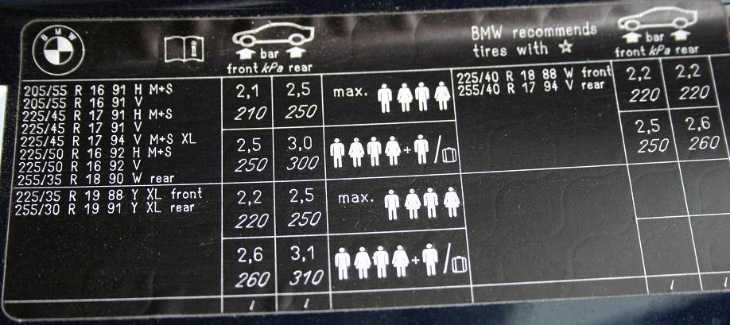 BMW
bar
front kPa rear
BMW recommends
tires with ☆
bar
front kPa rear
205/55 R 16 91 H M+S
205/55 R 16 91 V
225/45 R 17 91 H M+S
225/45 R 17 91 V
225/45 R 17 94 V M+S XL
225/50 R 16 92 H M+S
225/50 R 16 92 V
255/35 R 18 90 W rear
2,1 2,5
210 250
max.
2,5 3,0
250 300
+ /
225/35 R 19 88 Y XL front
255/30 R 19 91 Y XL rear
2,2 2,5
220 250
max.
2,6 3,1
260 310
+ /
/ /
225/40 R 18 88 W front
255/40 R 17 94 V rear
2,2 2,2
220 220
2,5 2,6
250 260
/ /